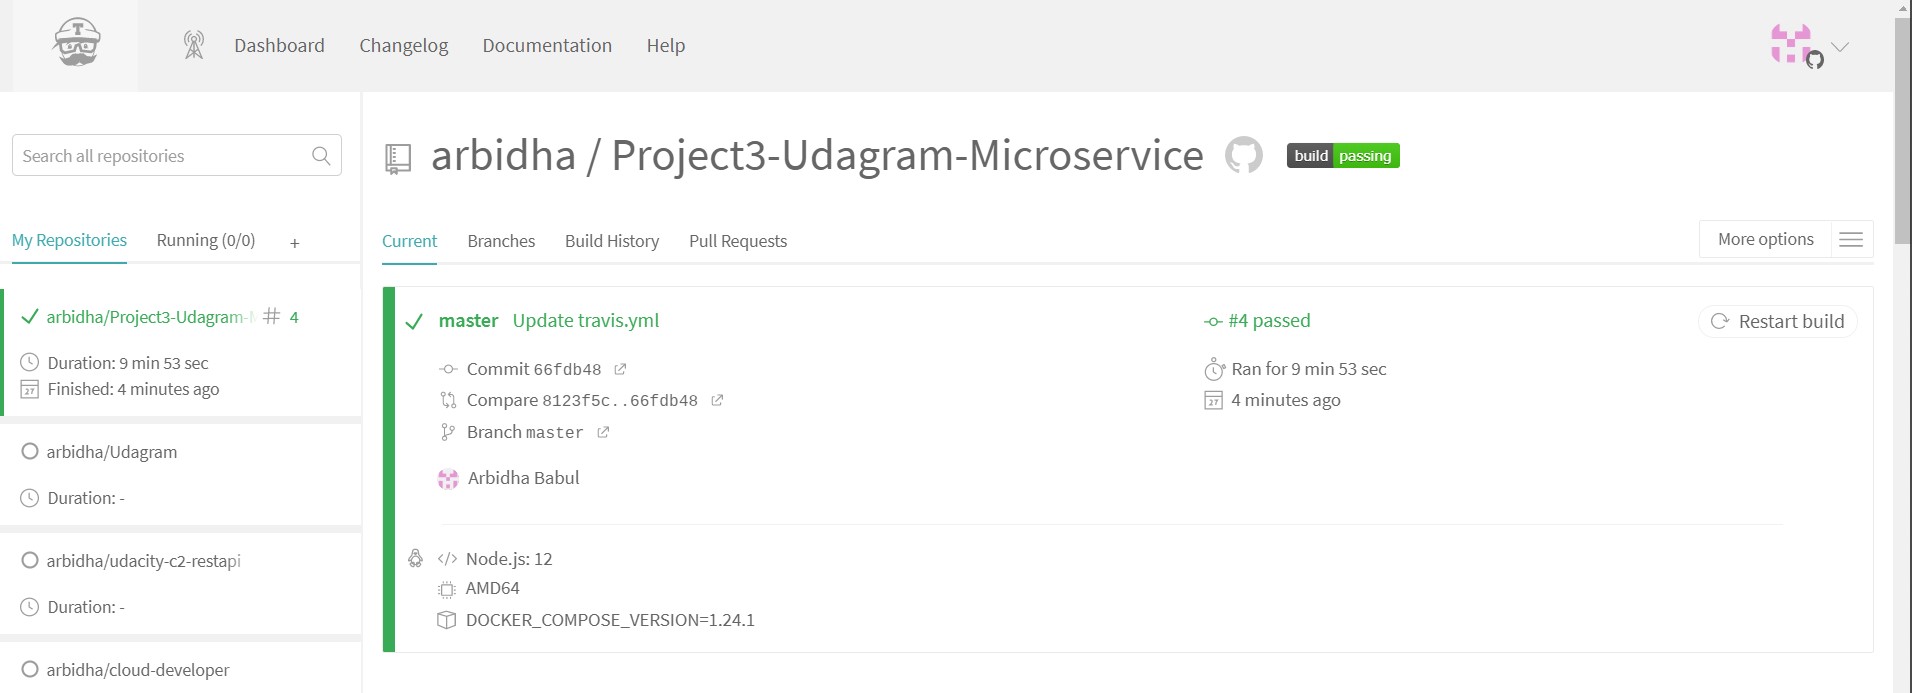 Dashboard Changelog Documentation Help
Search all repositories
My Repositories Running (0/0) +
arbidha/Project3-Udagram- # 4
Duration: 9 min 53 sec
Finished: 4 minutes ago
arbidha/Udagram
Duration: -
arbidha/udacity-c2-restapi
Duration: -
arbidha/cloud-developer
arbidha / Project3-Udagram-Microservice build passing
Current Branches Build History Pull Requests More options
master Update travis.yml #4 passed Restart build
Commit 66fdb48 Ran for 9 min 53 sec
Compare 8123f5c..66fdb48 4 minutes ago
Branch master
Arbidha Babul
Node.js: 12
AMD64
DOCKER_COMPOSE_VERSION=1.24.1